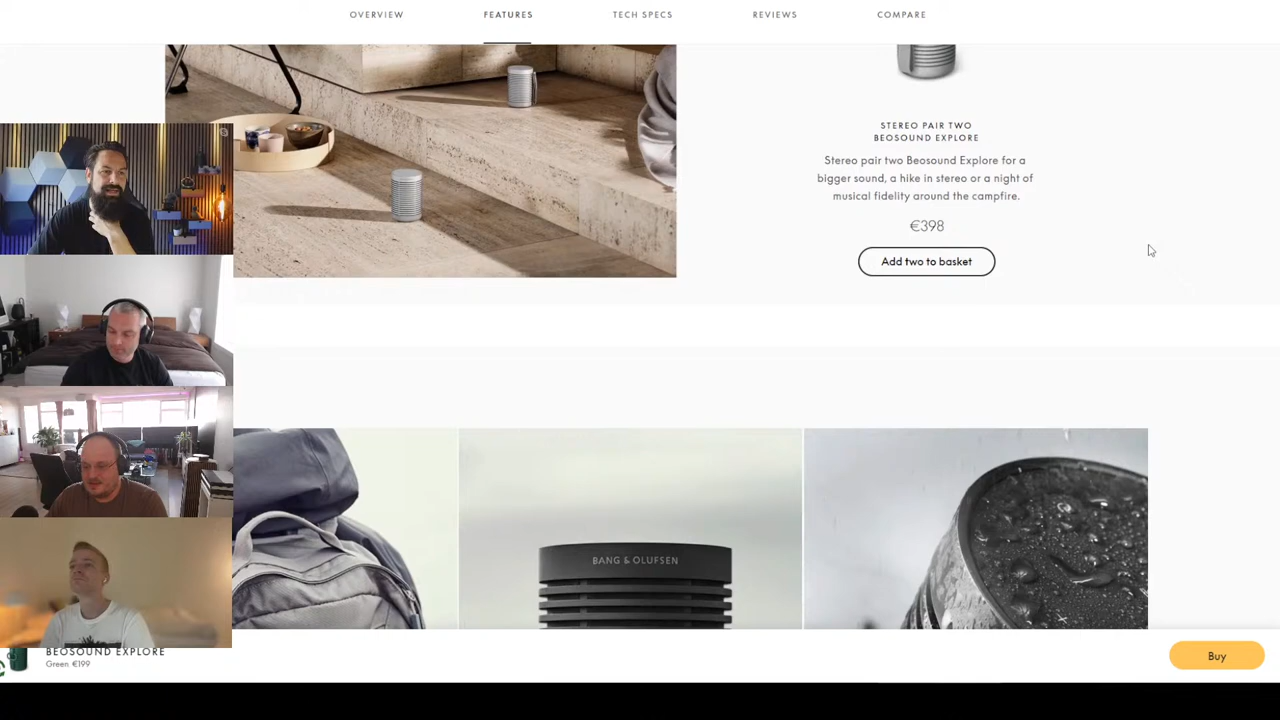 OVERVIEW
FEATURES
TECH SPECS
REVIEWS
COMPARE
STEREO PAIR TWO
BEOSOUND EXPLORE
Stereo pair two Beosound Explore for a
bigger sound, a hike in stereo or a night of
musical fidelity around the campfire.
€398
Add two to basket
BANG & OLUFSEN
BEOSOUND EXPLORE
Green. €199
Buy